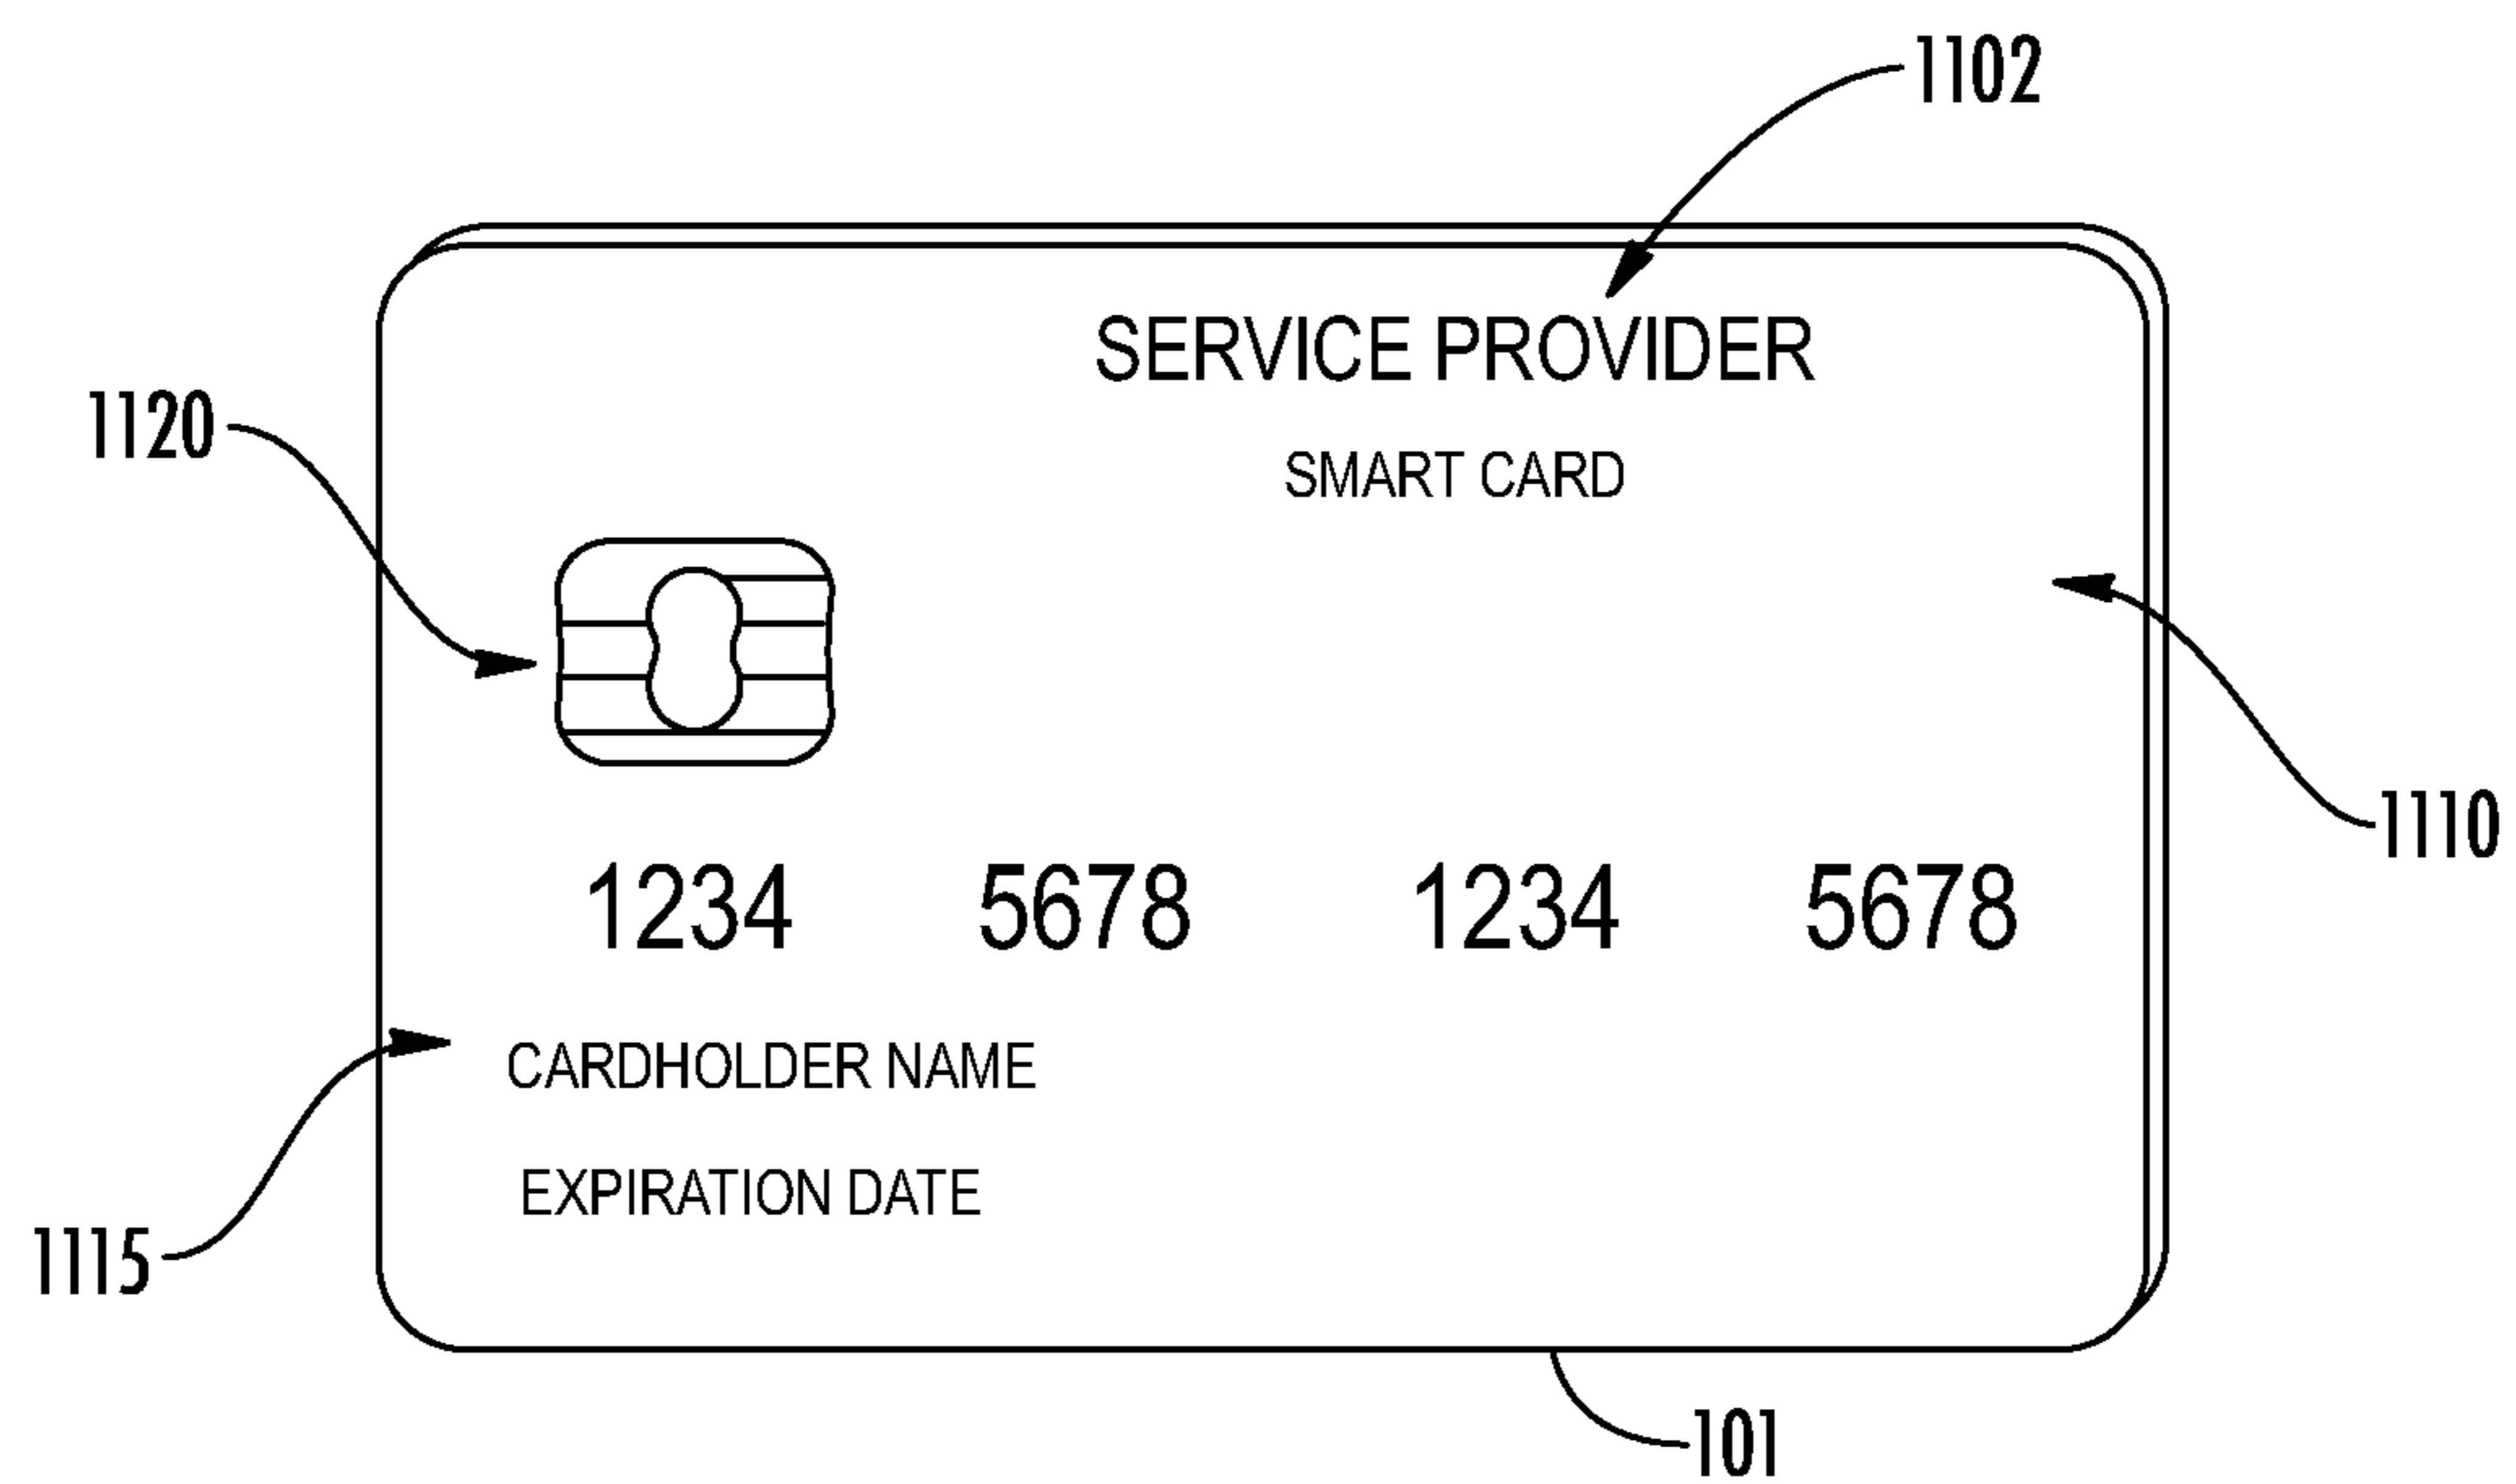 1102
SERVICE PROVIDER
1120
SMART CARD
1110
1234 5678 1234 5678
CARDHOLDER NAME
EXPIRATION DATE
1115
101